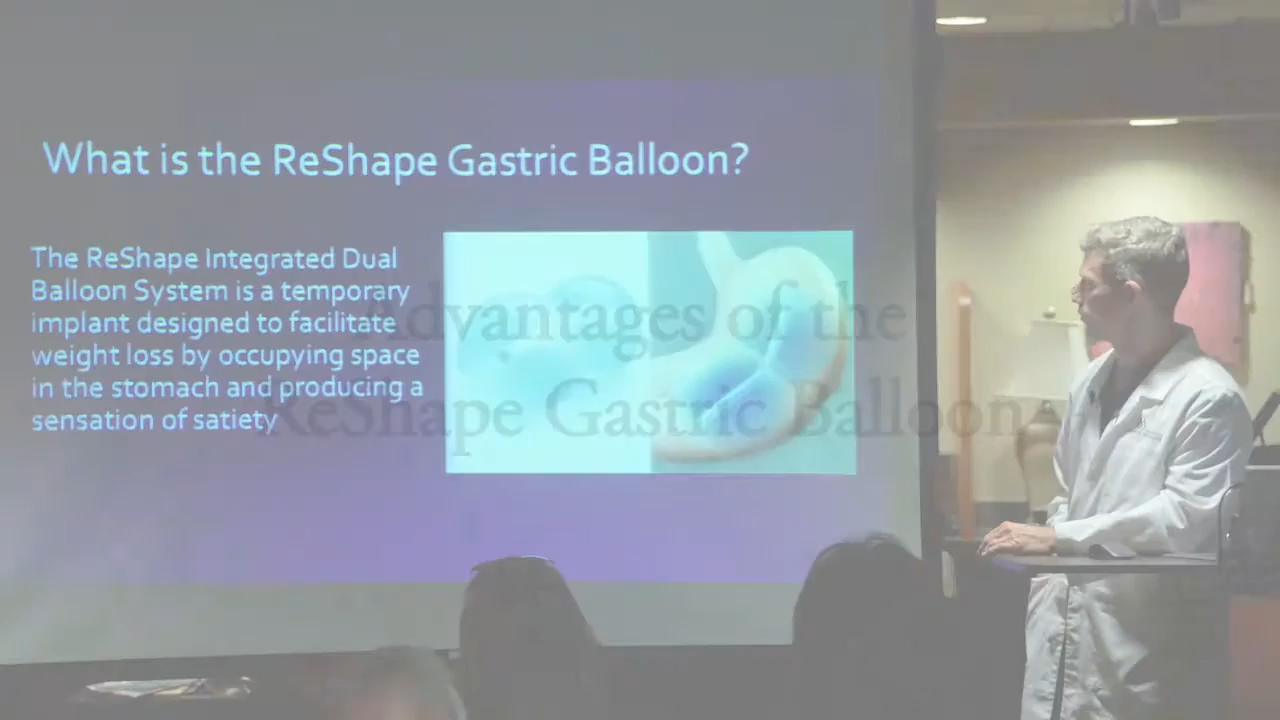 What is the ReShape Gastric Balloon?
The ReShape Integrated Dual
Balloon System is a temporary
implant designed to facilitate
weight loss by occupying space
in the stomach and producing a
sensation of satiety
Advantages of the
ReShape Gastric Balloon